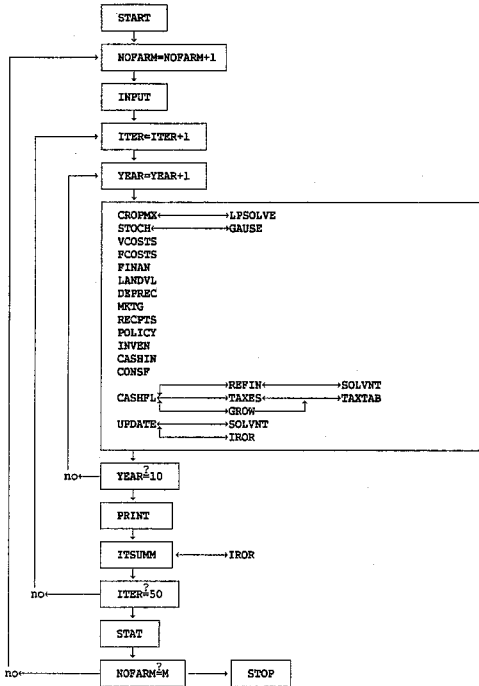 START
NOFARM=NOFARM+1
INPUT
ITER=ITER+1
YEAR=YEAR+1
CROPMX LPSOLVE
STOCH GAUSE
VCOSTS
FCOSTS
FINAN
LANDVL
DEPREC
MKTG
RECPTS
POLICY
INVEN
CASHIN
CONSF
REFIN SOLVNT
CASHFL TAXES TAXTAB
GROW
UPDATE SOLVNT
IROR
no YEAR≟10
PRINT
ITSUMM IROR
no ITER≟50
STAT
no NOFARM≟M STOP